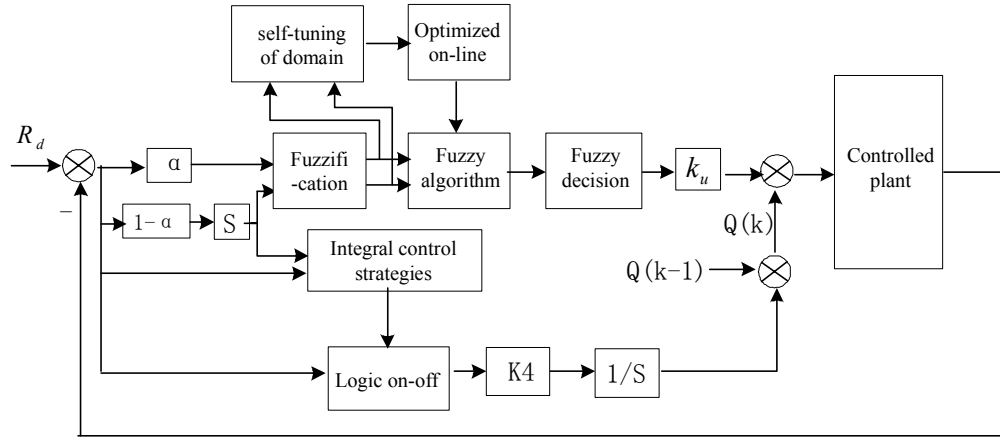 self-tuning
of domain
Optimized
on-line
R d
α
Fuzzifi
-cation
Fuzzy
algorithm
Fuzzy
decision
k u
Controlled
plant
−
1-α
S
Q(k)
Integral control
strategies
Q(k-1)
Logic on-off
K4
1/S